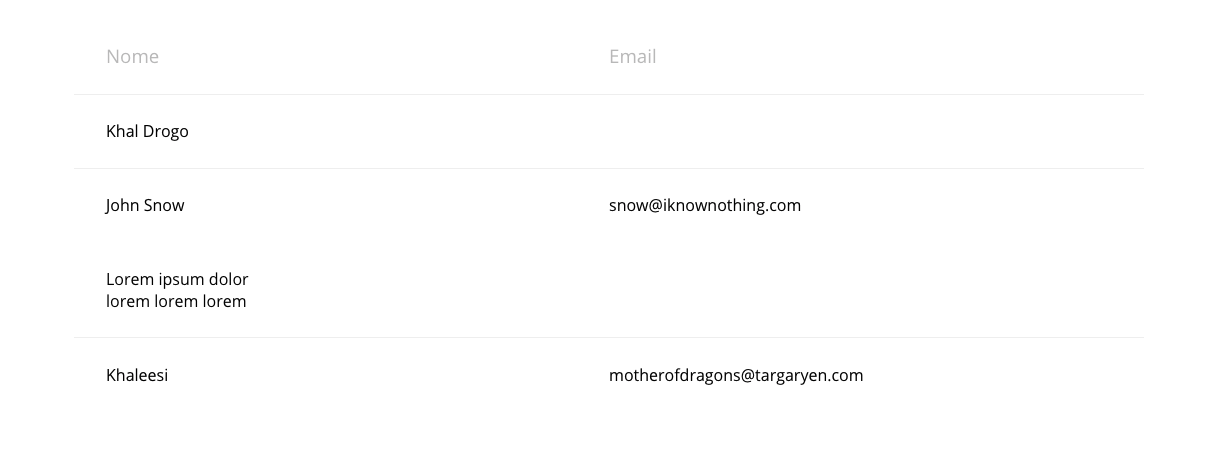 Nome Email
Khal Drogo
John Snow snow@iknownothing.com
Lorem ipsum dolor
lorem lorem lorem
Khaleesi motherofdragons@targaryen.com